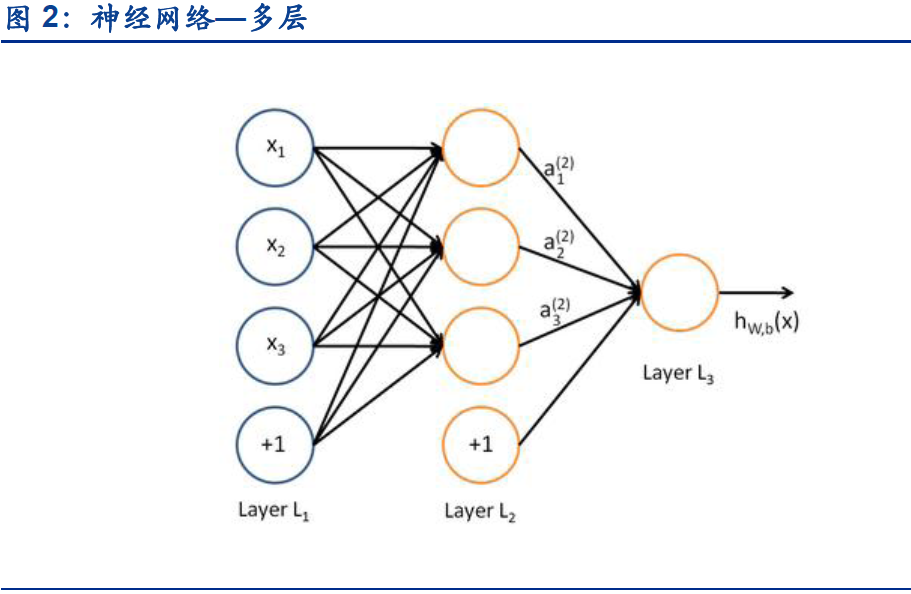 图 2：神经网络—多层
x₁
a₁⁽²⁾
x₂
a₂⁽²⁾
x₃
a₃⁽²⁾
h_W,b(x)
Layer L₃
+1
+1
Layer L₁
Layer L₂